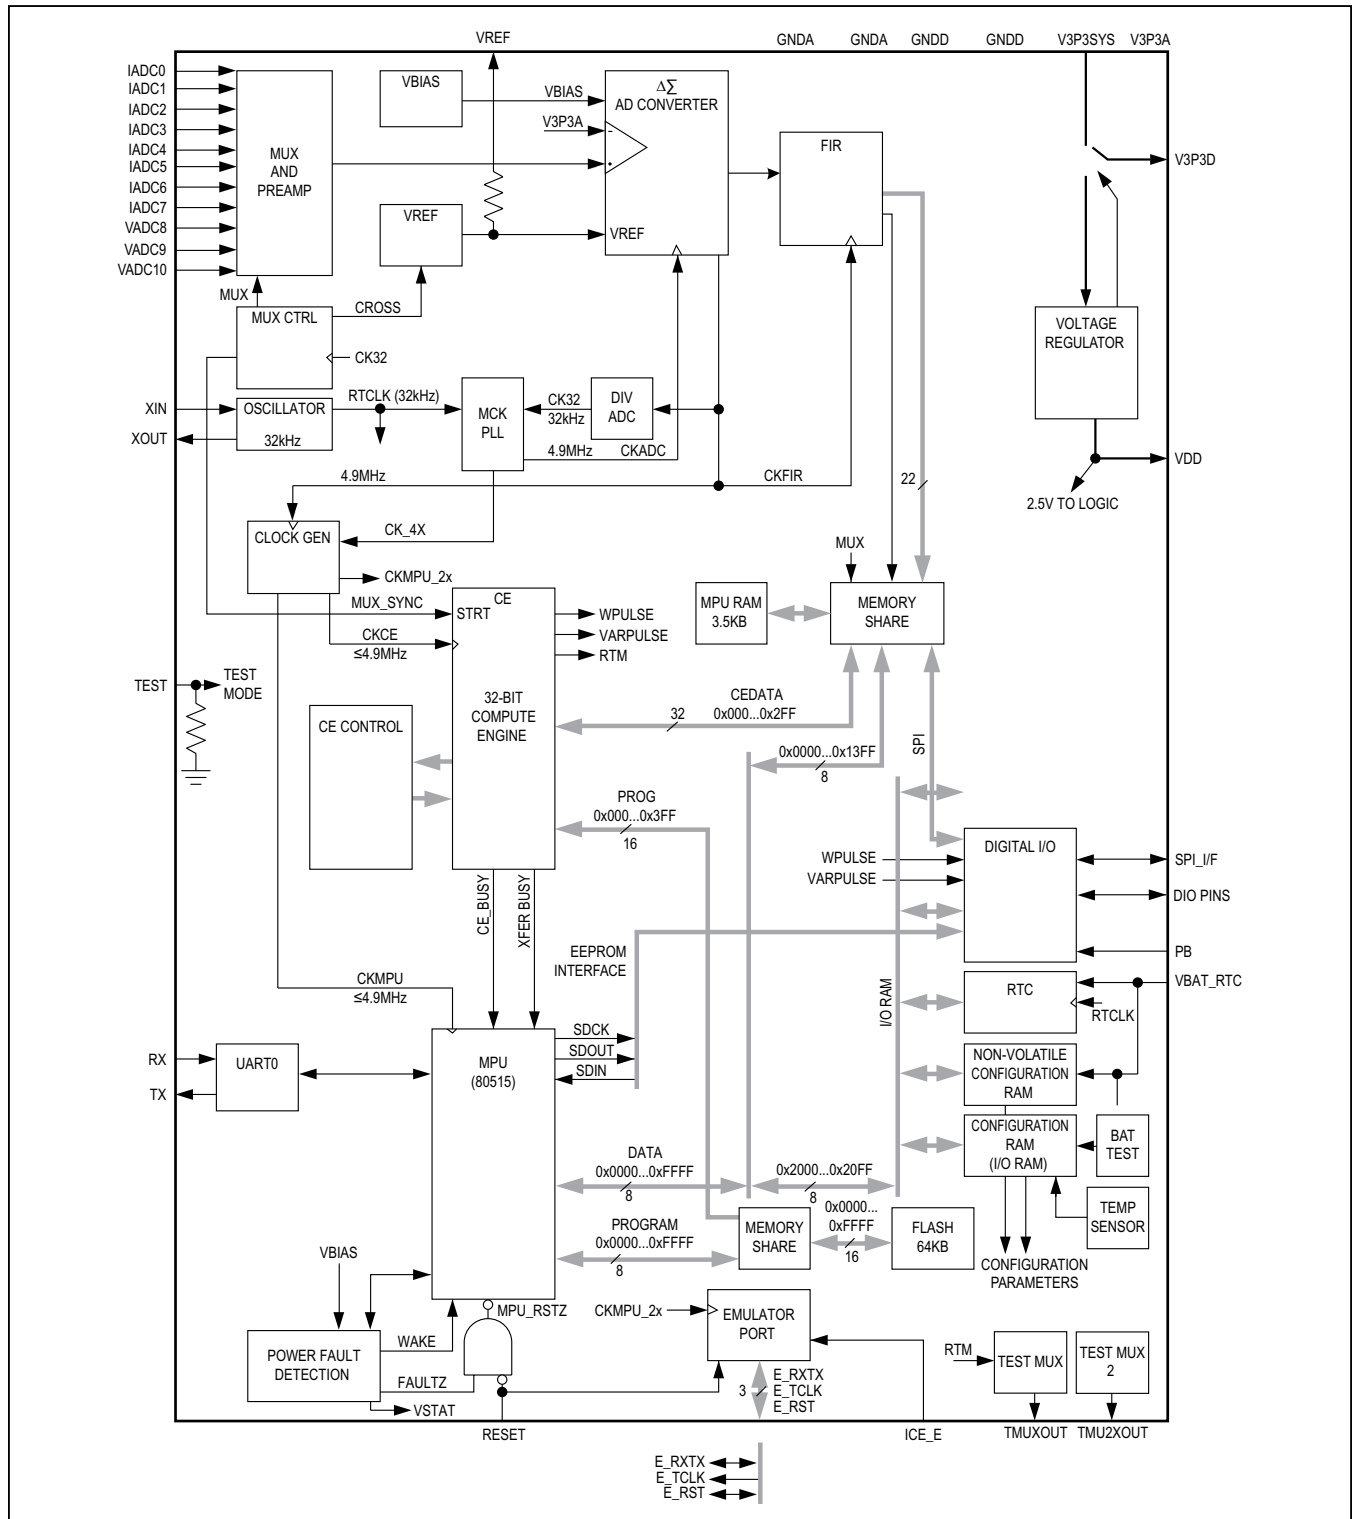 VREF
GNDA
GNDA
GNDD
GNDD
V3P3SYS
V3P3A
IADC0
IADC1
IADC2
IADC3
IADC4
IADC5
IADC6
IADC7
VADC8
VADC9
VADC10
MUX
AND
PREAMP
VBIAS
VBIAS
V3P3A
ΔΣ
AD CONVERTER
-
+
VREF
VREF
FIR
V3P3D
MUX
CROSS
MUX CTRL
CK32
VOLTAGE
REGULATOR
XIN
XOUT
OSCILLATOR
32kHz
RTCLK (32kHz)
MCK
PLL
CK32
32kHz
DIV
ADC
4.9MHz
CKADC
4.9MHz
CKFIR
22
VDD
2.5V TO LOGIC
CLOCK GEN
CK_4X
CKMPU_2x
MUX_SYNC
CKCE
≤4.9MHz
CE
STRT
WPULSE
VARPULSE
RTM
MUX
MPU RAM
3.5KB
MEMORY
SHARE
TEST
TEST
MODE
CE CONTROL
32-BIT
COMPUTE
ENGINE
CEDATA
32
0x000...0x2FF
0x0000...0x13FF
8
SPI
PROG
0x000...0x3FF
16
WPULSE
VARPULSE
DIGITAL I/O
SPI_I/F
DIO PINS
PB
CE_BUSY
XFER BUSY
EEPROM
INTERFACE
I/O RAM
CKMPU
≤4.9MHz
RTC
VBAT_RTC
RTCLK
RX
TX
UART0
MPU
(80515)
SDCK
SDOUT
SDIN
NON-VOLATILE
CONFIGURATION
RAM
CONFIGURATION
RAM
(I/O RAM)
BAT
TEST
TEMP
SENSOR
DATA
0x0000...0xFFFF
8
0x2000...0x20FF
8
0x0000...
0xFFFF
16
PROGRAM
0x0000...0xFFFF
8
MEMORY
SHARE
FLASH
64KB
CONFIGURATION
PARAMETERS
VBIAS
MPU_RSTZ
WAKE
POWER FAULT
DETECTION
FAULTZ
VSTAT
CKMPU_2x
EMULATOR
PORT
3
E_RXTX
E_TCLK
E_RST
RTM
TEST MUX
TEST MUX
2
RESET
ICE_E
TMUXOUT
TMU2XOUT
E_RXTX
E_TCLK
E_RST